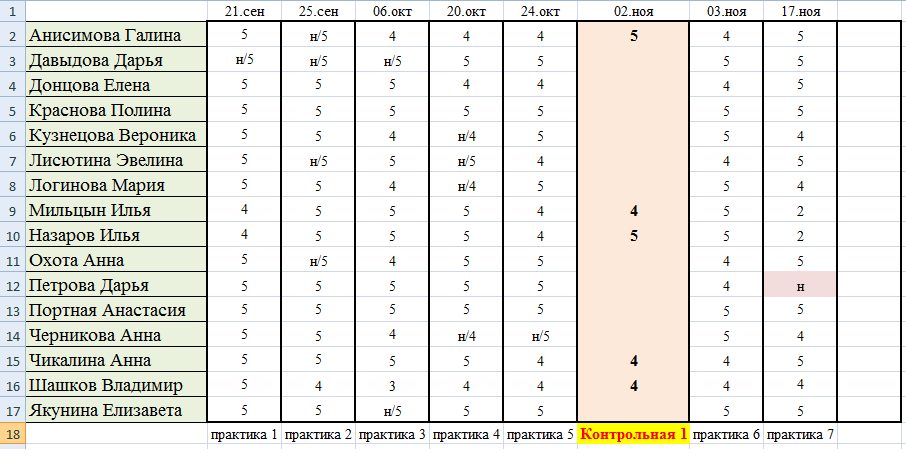 1 21.сен 25.сен 06.окт 20.окт 24.окт 02.ноя 03.ноя 17.ноя
2 Анисимова Галина 5 н/5 4 4 4 5 4 5
3 Давыдова Дарья н/5 н/5 н/5 5 5 5 5
4 Донцова Елена 5 5 5 4 4 4 5
5 Краснова Полина 5 5 5 5 5 5 5
6 Кузнецова Вероника 5 5 4 н/4 5 5 4
7 Лисютина Эвелина 5 н/5 5 н/5 4 4 5
8 Логинова Мария 5 5 4 н/4 5 5 4
9 Мильцын Илья 4 5 5 5 4 4 5 2
10 Назаров Илья 4 5 5 5 4 5 5 2
11 Охота Анна 5 н/5 4 5 5 4 5
12 Петрова Дарья 5 5 5 5 5 4 н
13 Портная Анастасия 5 5 5 5 5 5 5
14 Черникова Анна 5 5 4 н/4 н/5 5 4
15 Чикалина Анна 5 5 5 5 4 4 4 5
16 Шашков Владимир 5 4 3 4 4 4 4 4
17 Якунина Елизавета 5 5 н/5 5 5 5 5
18 практика 1 практика 2 практика 3 практика 4 практика 5 Контрольная 1 практика 6 практика 7